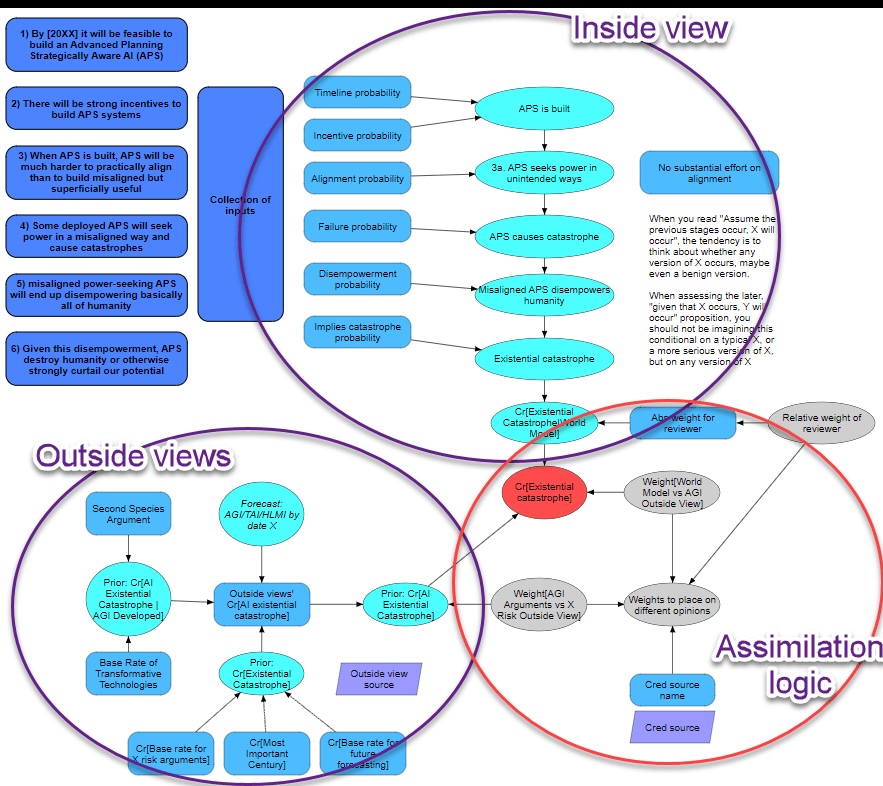 Inside view
1) By [20XX] it will be feasible to
build an Advanced Planning
Strategically Aware AI (APS)
2) There will be strong incentives to
build APS systems
3) When APS is built, APS will be
much harder to practically align
than to build misaligned but
superficially useful
4) Some deployed APS will seek
power in a misaligned way and
cause catastrophes
5) misaligned power-seeking APS
will end up disempowering basically
all of humanity
6) Given this disempowerment, APS
destroy humanity or otherwise
strongly curtail our potential
Collection of
inputs
Timeline probability
Incentive probability
Alignment probability
Failure probability
Disempowerment
probability
Implies catastrophe
probability
APS is built
3a. APS seeks power in
unintended ways
APS causes catastrophe
Misaligned APS disempowers
humanity
Existential catastrophe
Cr[Existential
Catastrophe|World
Model]
No substantial effort on
alignment
When you read "Assume the
previous stages occur, X will
occur", the tendency is to
think about whether any
version of X occurs, maybe
even a benign version.
When assessing the later,
"given that X occurs, Y will
occur" proposition, you
should not be imagining this
conditional on a typical X, or
a more serious version of X,
but on any version of X
Abs weight for
reviewer
Relative weight of
reviewer
Outside views
Second Species
Argument
Forecast:
AGI/TAI/HLMI by
date X
Prior: Cr[AI
Existential
Catastrophe |
AGI Developed]
Outside views'
Cr[AI existential
catastrophe]
Prior: Cr[AI
Existential
Catastrophe]
Base Rate of
Transformative
Technologies
Prior:
Cr[Existential
Catastrophe]
Outside view
source
Cr[Base rate for
X risk arguments]
Cr[Most
Important
Century]
Cr[Base rate for
future
forecasting]
Cr[Existential
catastrophe]
Weight[World
Model vs AGI
Outside View]
Weight[AGI
Arguments vs X
Risk Outside View]
Weights to place on
different opinions
Assimilation
logic
Cred source
name
Cred source